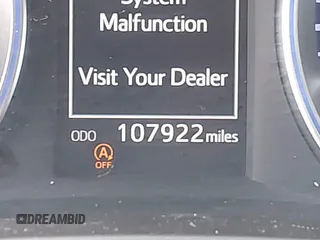 System
Malfunction
Visit Your Dealer
ODO 107922 miles
A
OFF
DREAMBID